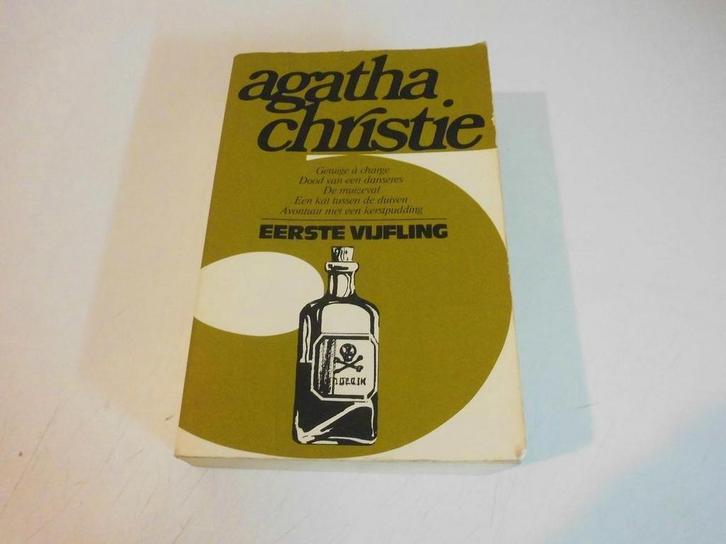 agatha
christie
Getuige à charge
Dood van een danseres
De muizeval
Een kat tussen de duiven
Avontuur met een kerstpudding
EERSTE VIJFLING